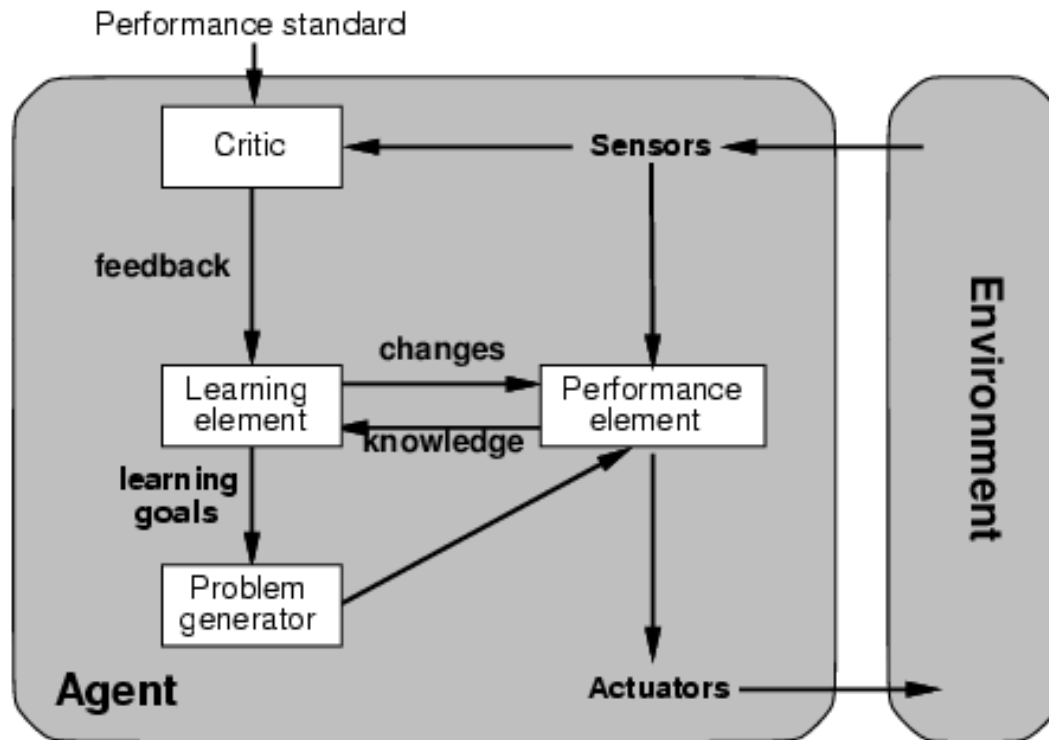 Performance standard
Critic
Sensors
feedback
changes
Learning
element
Performance
element
knowledge
learning
goals
Problem
generator
Agent
Actuators
Environment